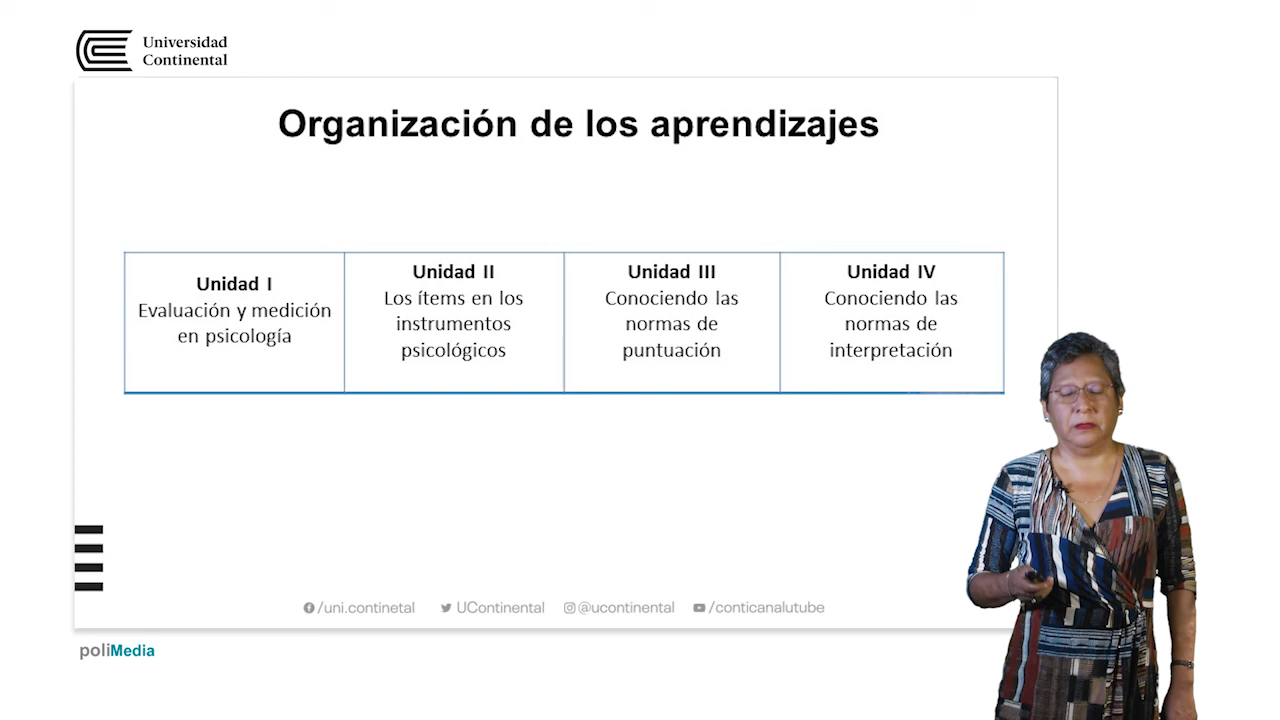 Universidad
Continental
Organización de los aprendizajes
Unidad I
Evaluación y medición
en psicología
Unidad II
Los ítems en los
instrumentos
psicológicos
Unidad III
Conociendo las
normas de
puntuación
Unidad IV
Conociendo las
normas de
interpretación
/uni.continetal UContinental @ucontinental /conticanalutube
poliMedia